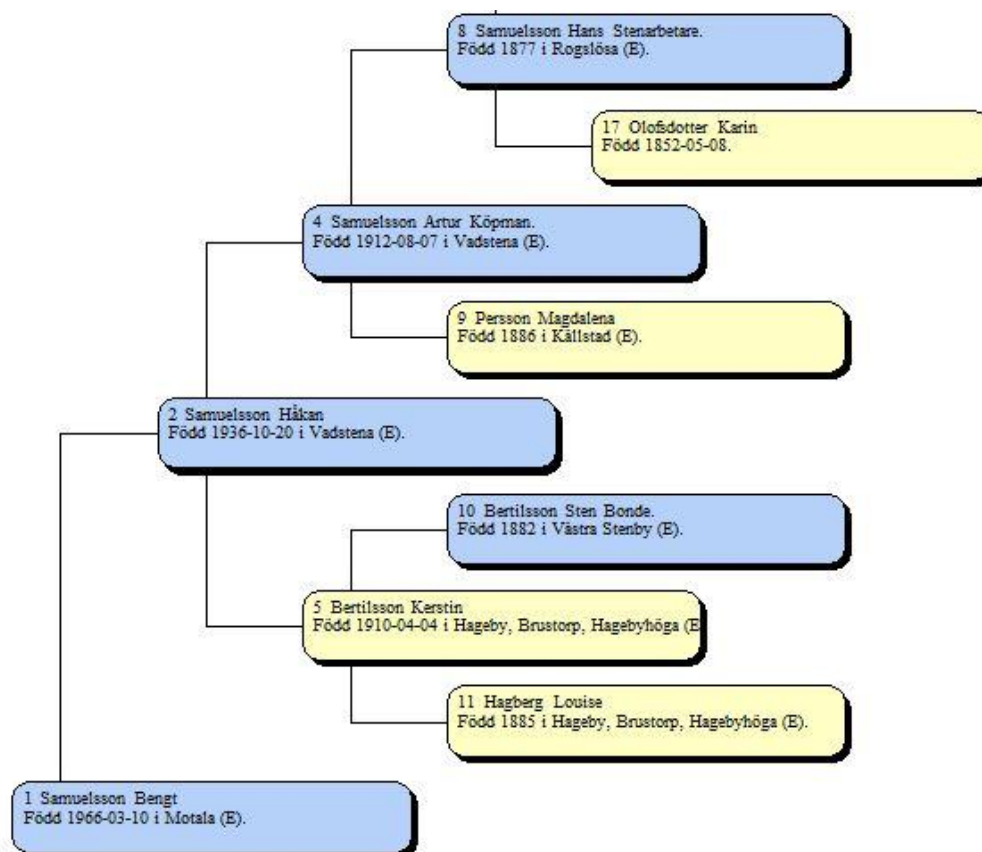 8 Samuelsson Hans Stenarbetare.
Född 1877 i Rogslösa (E).
17 Olofsdotter Karin
Född 1852-05-08.
4 Samuelsson Artur Köpman.
Född 1912-08-07 i Vadstena (E).
9 Persson Magdalena
Född 1886 i Källstad (E).
2 Samuelsson Håkan
Född 1936-10-20 i Vadstena (E).
10 Bertilsson Sten Bonde.
Född 1882 i Västra Stenby (E).
5 Bertilsson Kerstin
Född 1910-04-04 i Hageby, Brustorp, Hagebyhöga (E
11 Hagberg Louise
Född 1885 i Hageby, Brustorp, Hagebyhöga (E).
1 Samuelsson Bengt
Född 1966-03-10 i Motala (E).